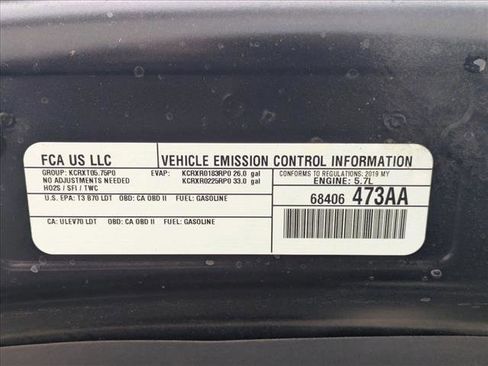 FCA US LLC
VEHICLE EMISSION CONTROL INFORMATION
GROUP: KCRXT05.75P0
EVAP: KCRXR0183RP0 26.0 gal
CONFORMS TO REGULATIONS: 2019 MY
NO ADJUSTMENTS NEEDED
KCRXR0225RP0 33.0 gal
ENGINE: 5.7L
HO2S / SFI / TWC
U.S. EPA: T3 B70 LDT OBD: CA OBD II FUEL: GASOLINE
68406 473AA
CA: ULEV70 LDT OBD: CA OBD II FUEL: GASOLINE